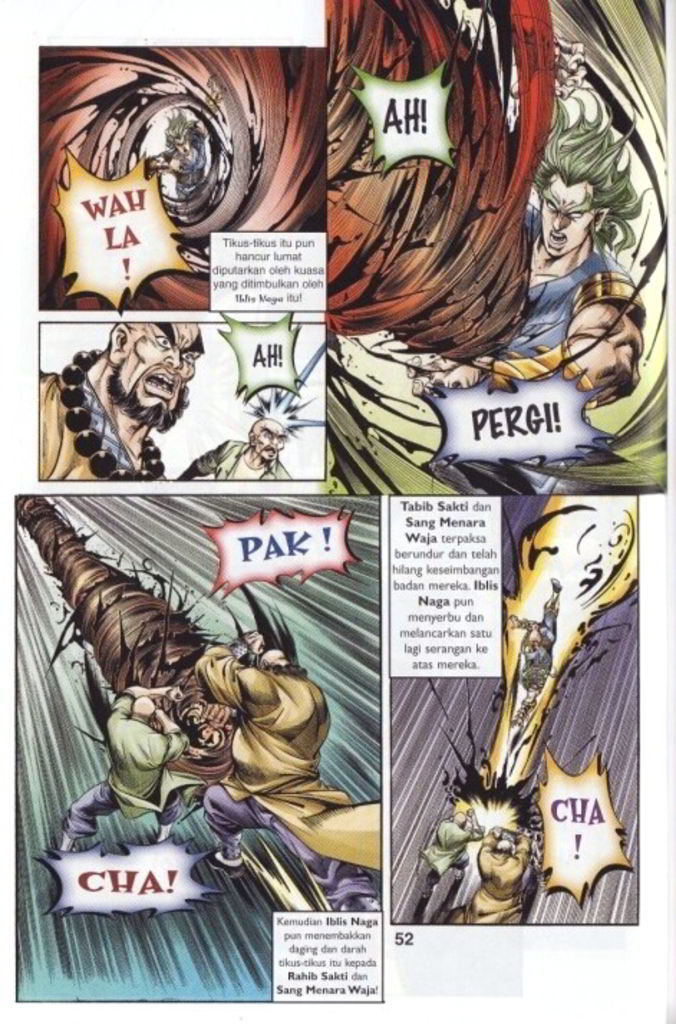 WAH
LA
!
Tikus-tikus itu pun
hancur lumat
diputarkan oleh kuasa
yang ditimbulkan oleh
Iblis Naga itu!
AH!
PERGI!
AH!
PAK !
CHA!
Kemudian Iblis Naga
pun menembakkan
daging dan darah
tikus-tikus itu kepada
Rahib Sakti dan
Sang Menara Waja!
Tabib Sakti dan
Sang Menara
Waja terpaksa
berundur dan telah
hilang keseimbangan
badan mereka. Iblis
Naga pun
menyerbu dan
melancarkan satu
lagi serangan ke
atas mereka.
CHA
!
52